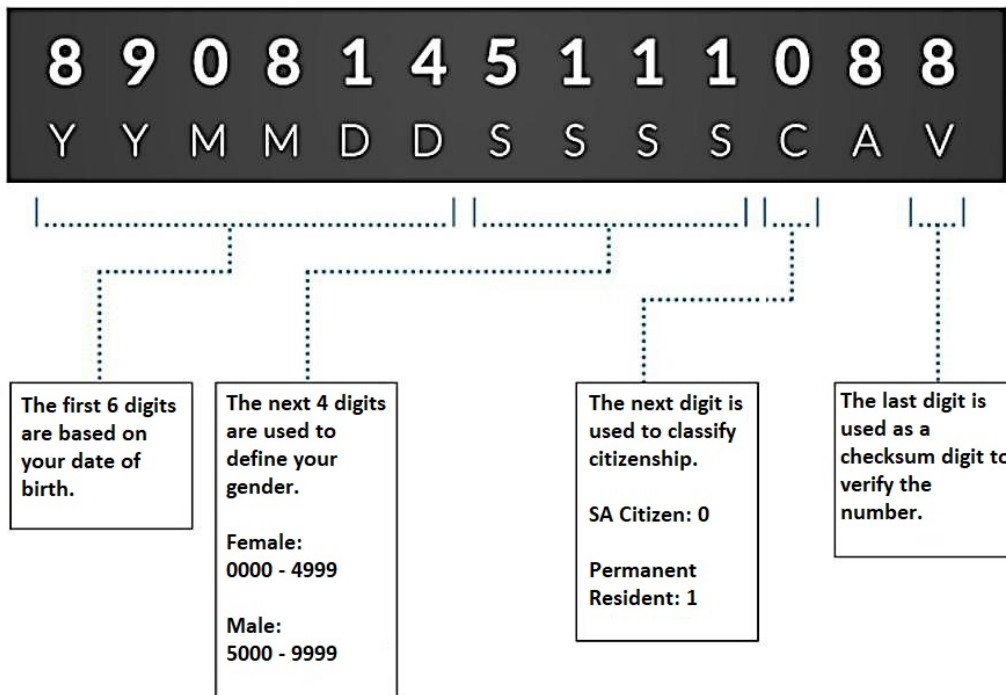 8 9 0 8 1 4 5 1 1 1 0 8 8
Y Y M M D D S S S S C A V
The first 6 digits
are based on
your date of
birth.
The next 4 digits
are used to
define your
gender.
Female:
0000 - 4999
Male:
5000 - 9999
The next digit is
used to classify
citizenship.
SA Citizen: 0
Permanent
Resident: 1
The last digit is
used as a
checksum digit to
verify the
number.